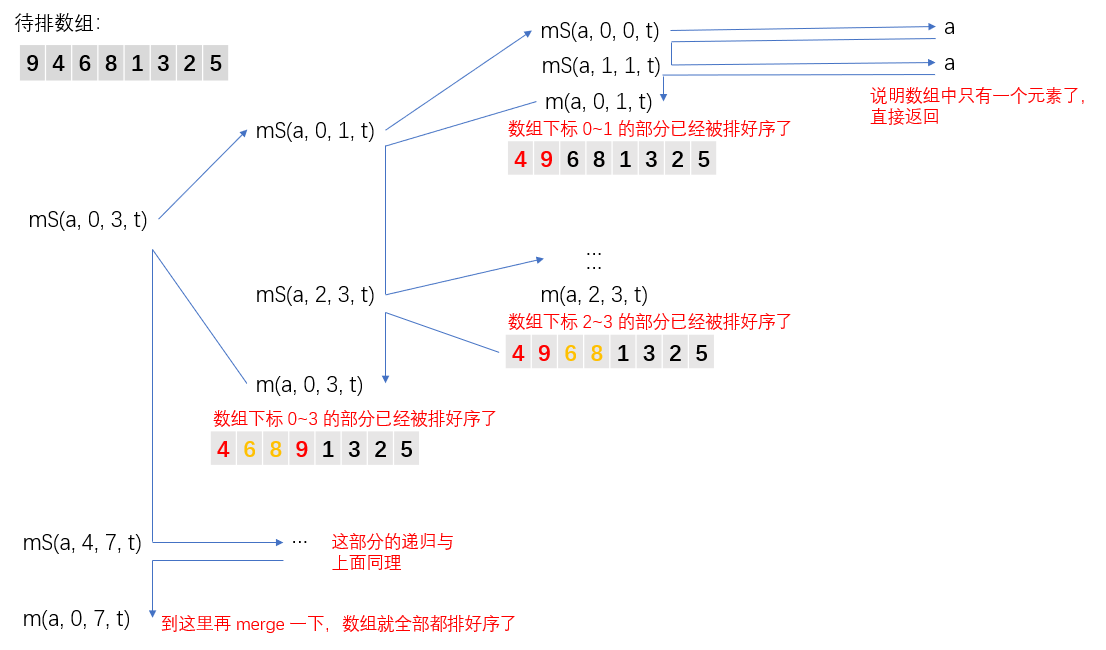 待排数组：
9 4 6 8 1 3 2 5
mS(a, 0, 0, t)
a
mS(a, 1, 1, t)
a
m(a, 0, 1, t)
说明数组中只有一个元素了，
直接返回
mS(a, 0, 1, t)
数组下标 0~1 的部分已经被排好序了
4 9 6 8 1 3 2 5
mS(a, 0, 3, t)
...
...
mS(a, 2, 3, t)
m(a, 2, 3, t)
数组下标 2~3 的部分已经被排好序了
4 9 6 8 1 3 2 5
m(a, 0, 3, t)
数组下标 0~3 的部分已经被排好序了
4 6 8 9 1 3 2 5
mS(a, 4, 7, t)
...
这部分的递归与
上面同理
m(a, 0, 7, t)
到这里再 merge 一下，数组就全部都排好序了